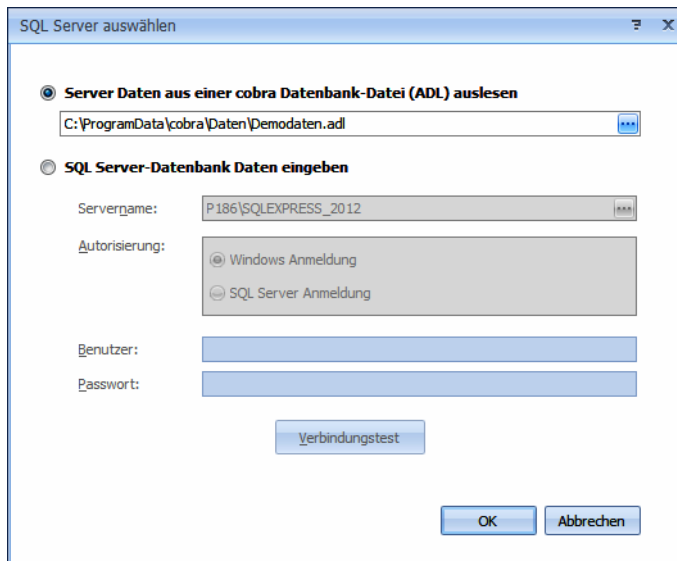 SQL Server auswählen
Server Daten aus einer cobra Datenbank-Datei (ADL) auslesen
C:\ProgramData\cobra\Daten\Demodaten.adl
SQL Server-Datenbank Daten eingeben
Servername: P186\SQLEXPRESS_2012
Autorisierung:
Windows Anmeldung
SQL Server Anmeldung
Benutzer:
Passwort:
Verbindungstest
OK Abbrechen